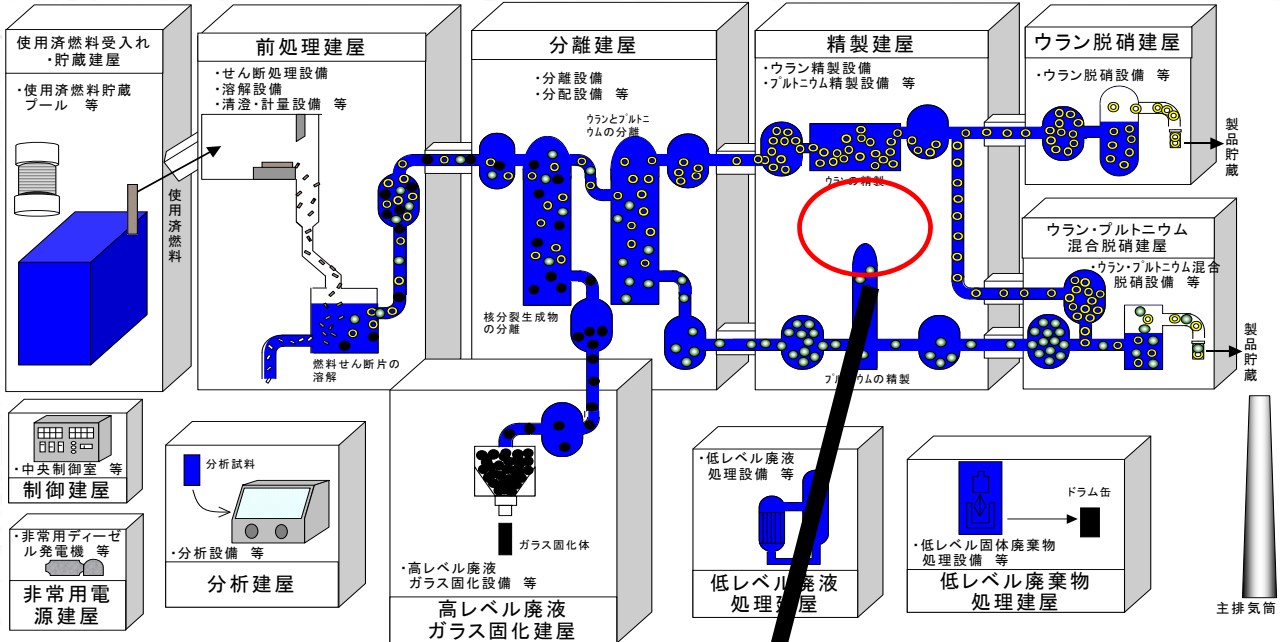 使用済燃料受入れ
・貯蔵建屋
・使用済燃料貯蔵
プール 等
使用済燃料
前処理建屋
・せん断処理設備
・溶解設備
・清澄・計量設備 等
燃料せん断片の
溶解
分離建屋
・分離設備
・分配設備 等
ウランとプルトニ
ウムの分離
核分裂生成物
の分離
精製建屋
・ウラン精製設備
・プルトニウム精製設備 等
ウランの精製
プルトニウムの精製
ウラン脱硝建屋
・ウラン脱硝設備 等
製品貯蔵
ウラン・プルトニウム
混合脱硝建屋
・ウラン・プルトニウム混合
脱硝設備 等
製品貯蔵
・中央制御室 等
制御建屋
・非常用ディーゼ
ル発電機 等
非常用電
源建屋
分析試料
・分析設備 等
分析建屋
ガラス固化体
・高レベル廃液
ガラス固化設備 等
高レベル廃液
ガラス固化建屋
・低レベル廃液
処理設備 等
低レベル廃液
処理建屋
ドラム缶
・低レベル固体廃棄物
処理設備等
低レベル廃棄物
処理建屋
主排気筒